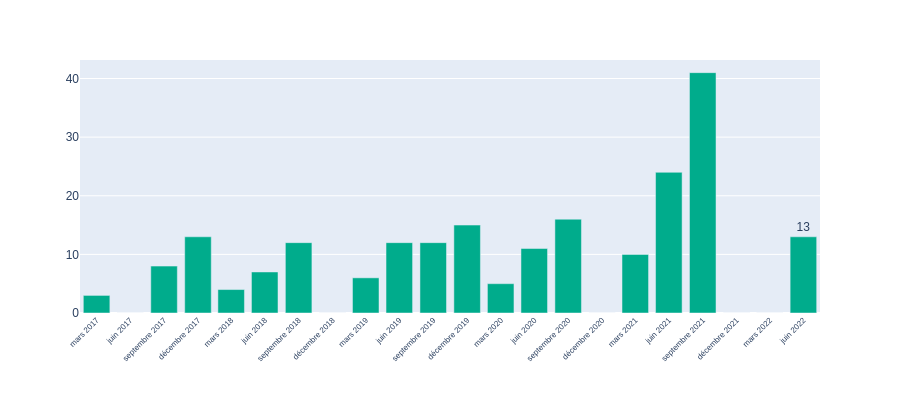 40
30
20
10
0
13
mars 2017
juin 2017
septembre 2017
décembre 2017
mars 2018
juin 2018
septembre 2018
décembre 2018
mars 2019
juin 2019
septembre 2019
décembre 2019
mars 2020
juin 2020
septembre 2020
décembre 2020
mars 2021
juin 2021
septembre 2021
décembre 2021
mars 2022
juin 2022